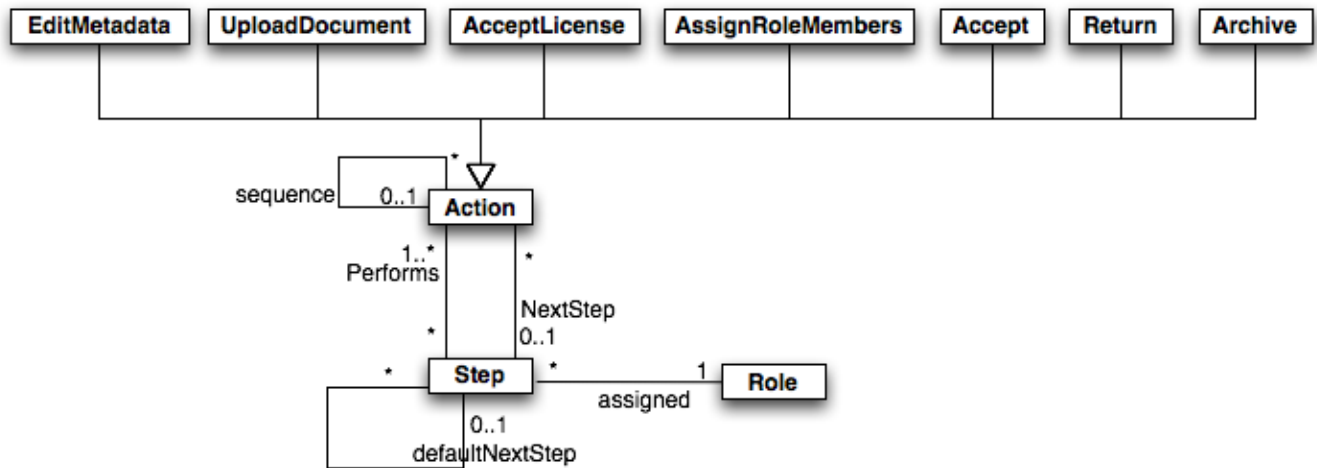 EditMetadata
UploadDocument
AcceptLicense
AssignRoleMembers
Accept
Return
Archive
*
sequence
0..1
Action
1..*
*
Performs
NextStep
*
0..1
*
Step
*
1
Role
assigned
0..1
defaultNextStep